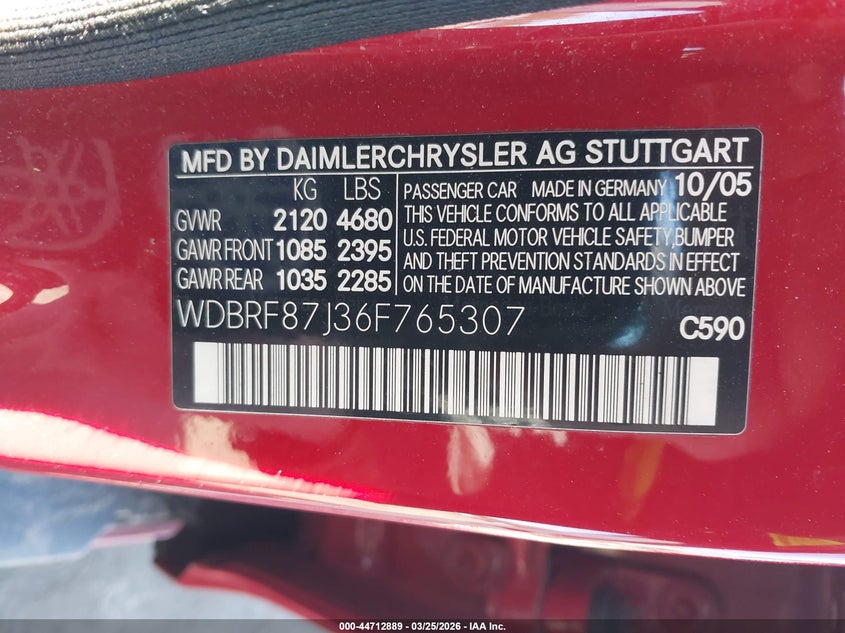 MFD BY DAIMLERCHRYSLER AG STUTTGART
KG LBS
GVWR 2120 4680
GAWR FRONT 1085 2395
GAWR REAR 1035 2285
PASSENGER CAR MADE IN GERMANY 10/05
THIS VEHICLE CONFORMS TO ALL APPLICABLE
U.S. FEDERAL MOTOR VEHICLE SAFETY,BUMPER
AND THEFT PREVENTION STANDARDS IN EFFECT
ON THE DATE OF MANUFACTURE SHOWN ABOVE
WDBRF87J36F765307
C590
000-44712889 - 03/25/2026 - IAA Inc.